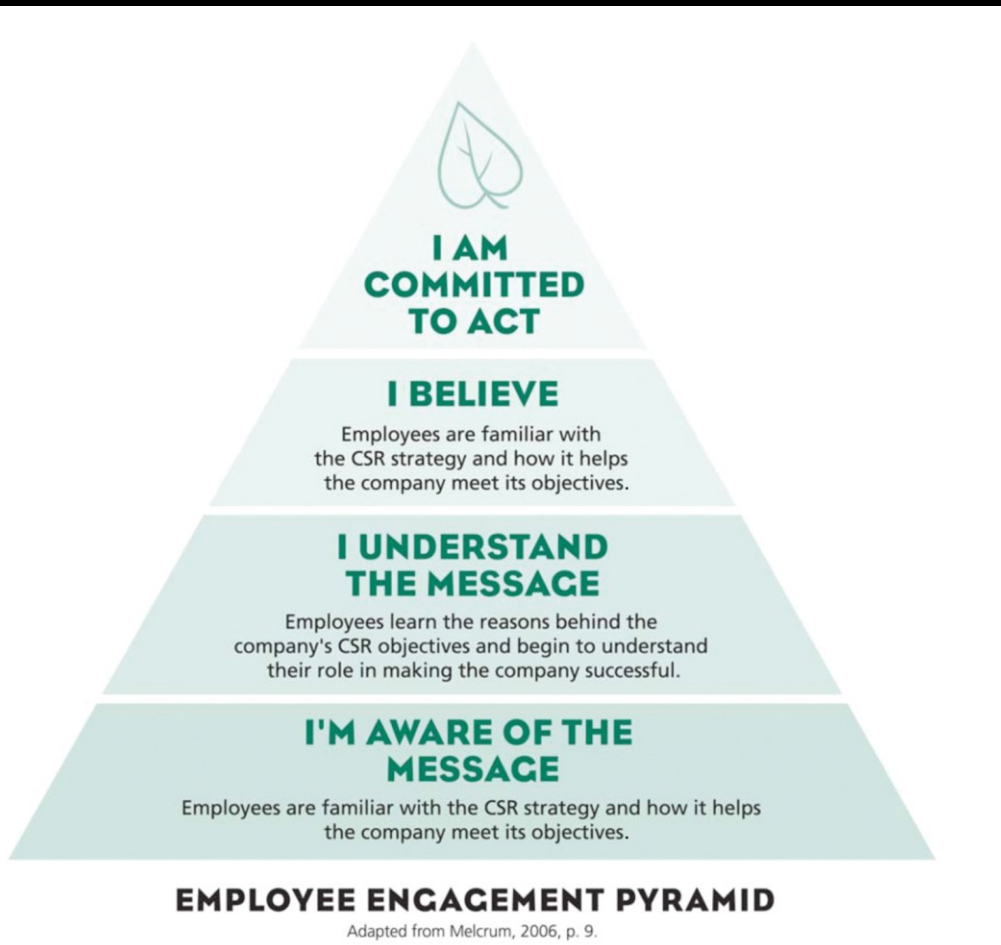 I AM
COMMITTED
TO ACT
I BELIEVE
Employees are familiar with
the CSR strategy and how it helps
the company meet its objectives.
I UNDERSTAND
THE MESSAGE
Employees learn the reasons behind the
company's CSR objectives and begin to understand
their role in making the company successful.
I'M AWARE OF THE
MESSAGE
Employees are familiar with the CSR strategy and how it helps
the company meet its objectives.
EMPLOYEE ENGAGEMENT PYRAMID
Adapted from Melcrum, 2006, p. 9.